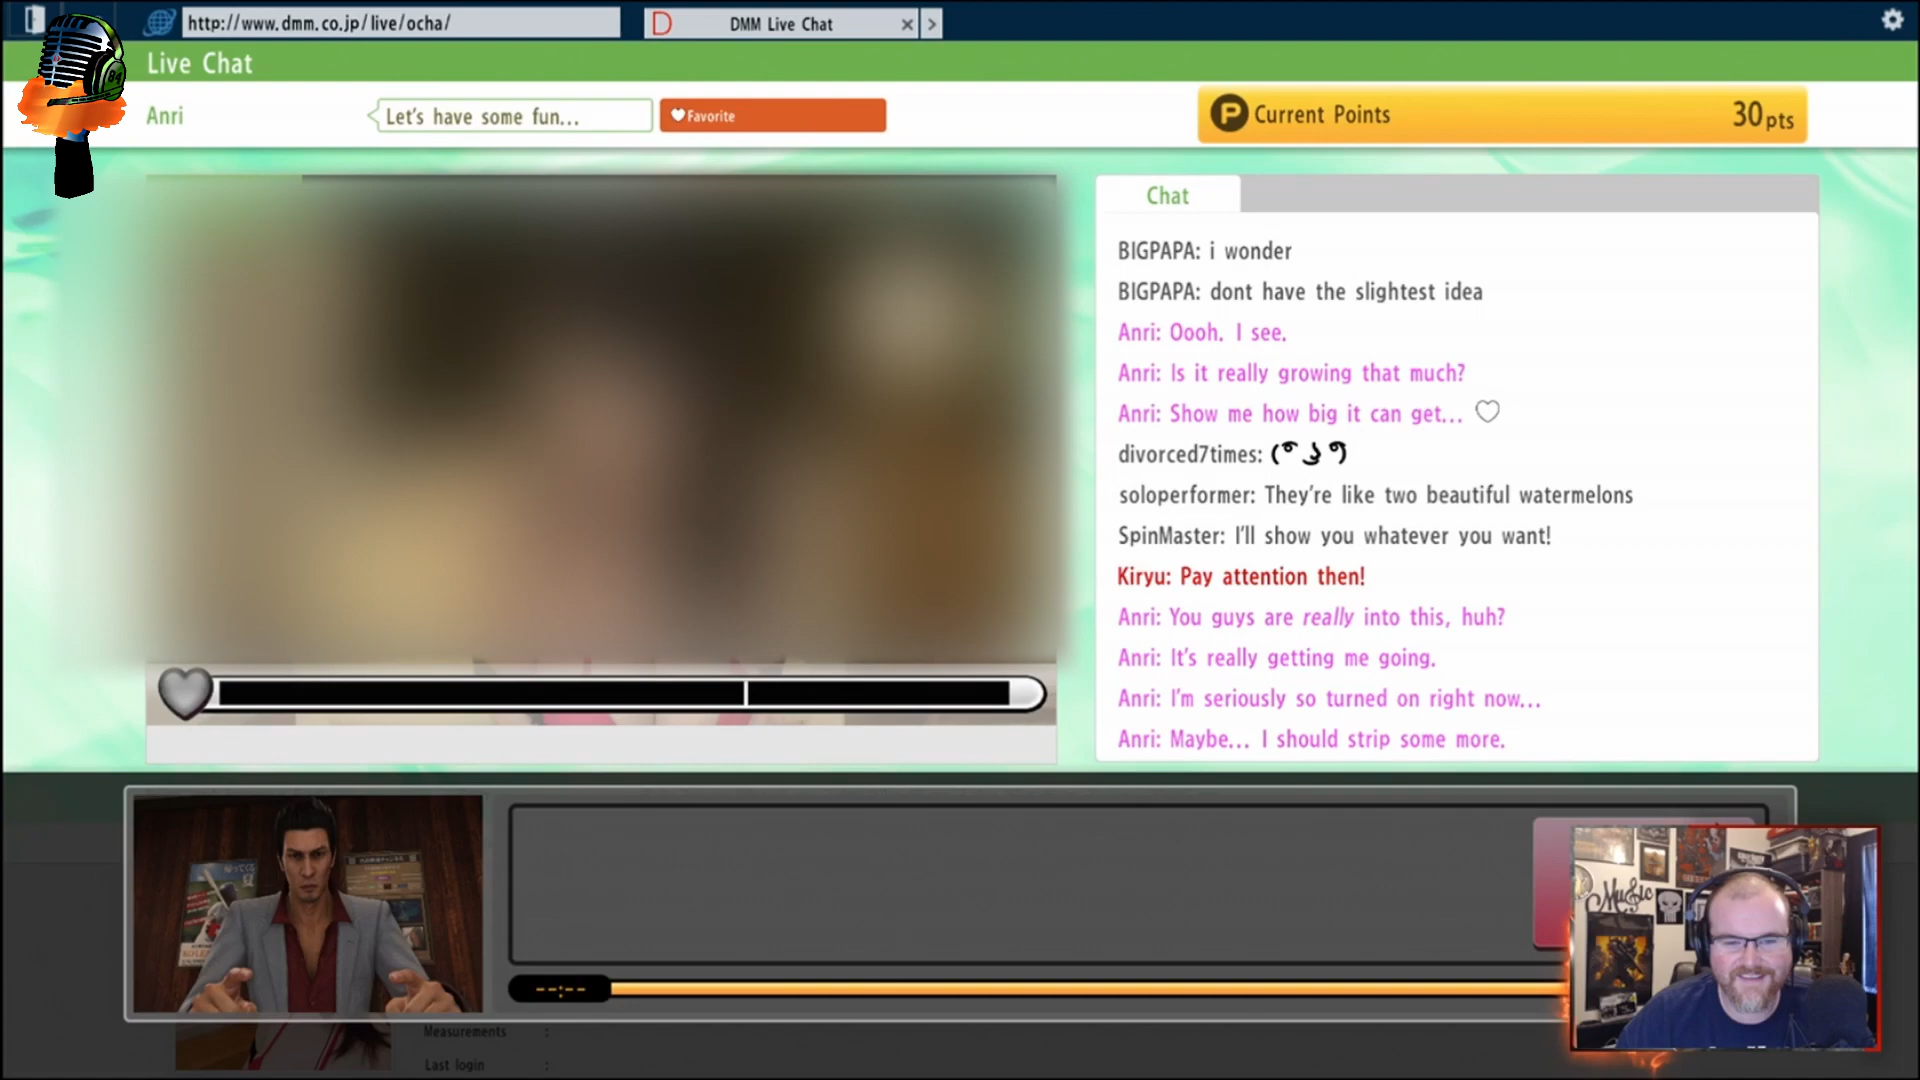 http://www.dmm.co.jp/live/ocha/
DMM Live Chat
Live Chat
Anri
Let's have some fun...
Favorite
P Current Points
30pts
Chat
BIGPAPA: i wonder
BIGPAPA: dont have the slightest idea
Anri: Oooh. I see.
Anri: Is it really growing that much?
Anri: Show me how big it can get... ♡
divorced7times: ( ͡° ͜ʖ ͡°)
soloperformer: They're like two beautiful watermelons
SpinMaster: I'll show you whatever you want!
Kiryu: Pay attention then!
Anri: You guys are really into this, huh?
Anri: It's really getting me going.
Anri: I'm seriously so turned on right now...
Anri: Maybe... I should strip some more.
--:--
Music
Measurements :
Last login :
84